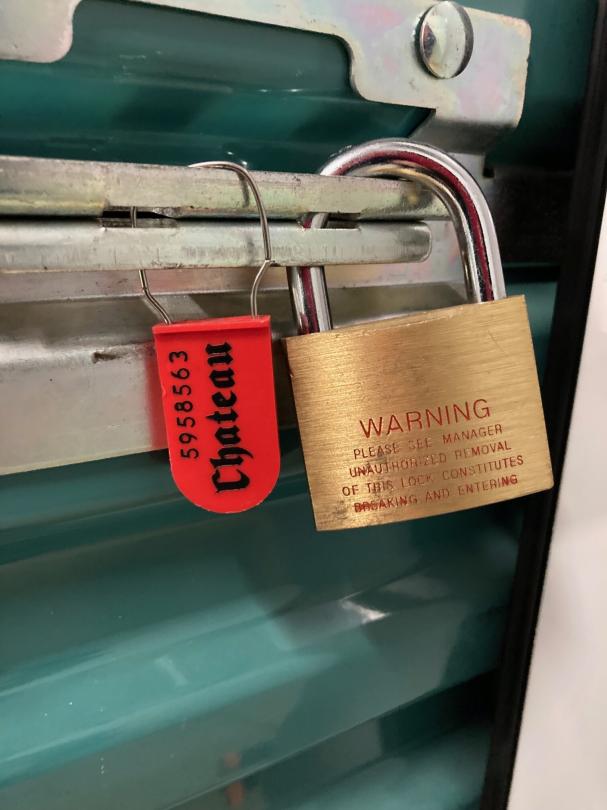 5958563
Chateau
WARNING
PLEASE SEE MANAGER
UNAUTHORIZED REMOVAL
OF THIS LOCK CONSTITUTES
BREAKING AND ENTERING